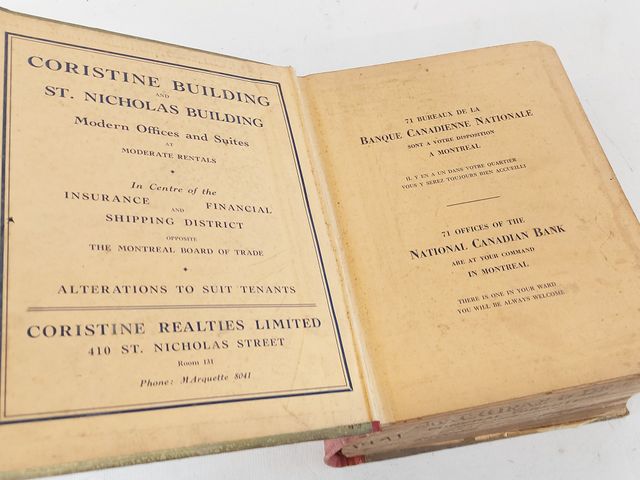 CORISTINE BUILDING
AND
ST. NICHOLAS BUILDING
Modern Offices and Suites
AT
MODERATE RENTALS
In Centre of the
INSURANCE AND FINANCIAL
SHIPPING DISTRICT
OPPOSITE
THE MONTREAL BOARD OF TRADE
ALTERATIONS TO SUIT TENANTS
CORISTINE REALTIES LIMITED
410 ST. NICHOLAS STREET
Room 131
Phone: MArquette 8041
71 BUREAUX DE LA
BANQUE CANADIENNE NATIONALE
SONT A VOTRE DISPOSITION
A MONTREAL
IL Y EN A UN DANS VOTRE QUARTIER
VOUS Y SEREZ TOUJOURS BIEN ACCUEILLI
71 OFFICES OF THE
NATIONAL CANADIAN BANK
ARE AT YOUR COMMAND
IN MONTREAL
THERE IS ONE IN YOUR WARD
YOU WILL BE ALWAYS WELCOME
1941